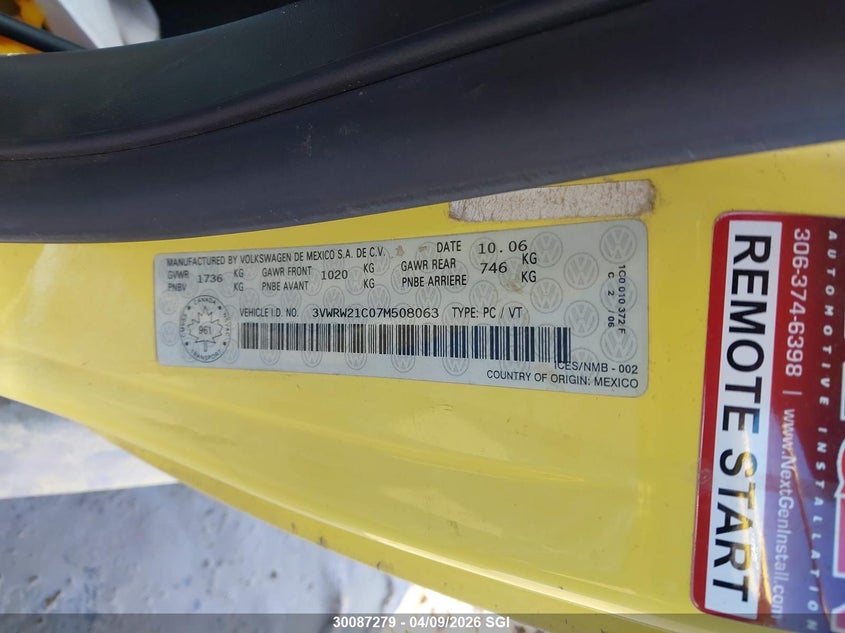 MANUFACTURED BY VOLKSWAGEN DE MEXICO S.A. DE C.V. DATE 10.06
GVWR 1736 KG GAWR FRONT 1020 KG GAWR REAR 746 KG
PNBV KG PNBE AVANT KG PNBE ARRIERE KG
VEHICLE I.D. NO. 3VWRW21C07M508063 TYPE: PC / VT
CANADA
961
TRANSPORT
ICES/NMB - 002
COUNTRY OF ORIGIN: MEXICO
1C0 010 372 F
C 2 /06
REMOTE START
306-374-6398 | www.NextGenInstall.com
AUTOMOTIVE INSTALLATION
30087279 - 04/09/2026 SGI